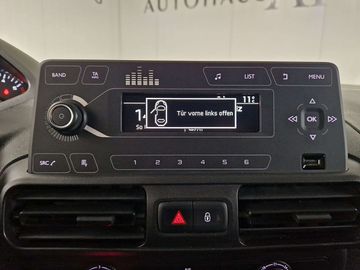 AUTOHAUS
BAND
TA
LIST
MENU
Tür vorne links offen
OK
SRC
1 2 3 4 5 6